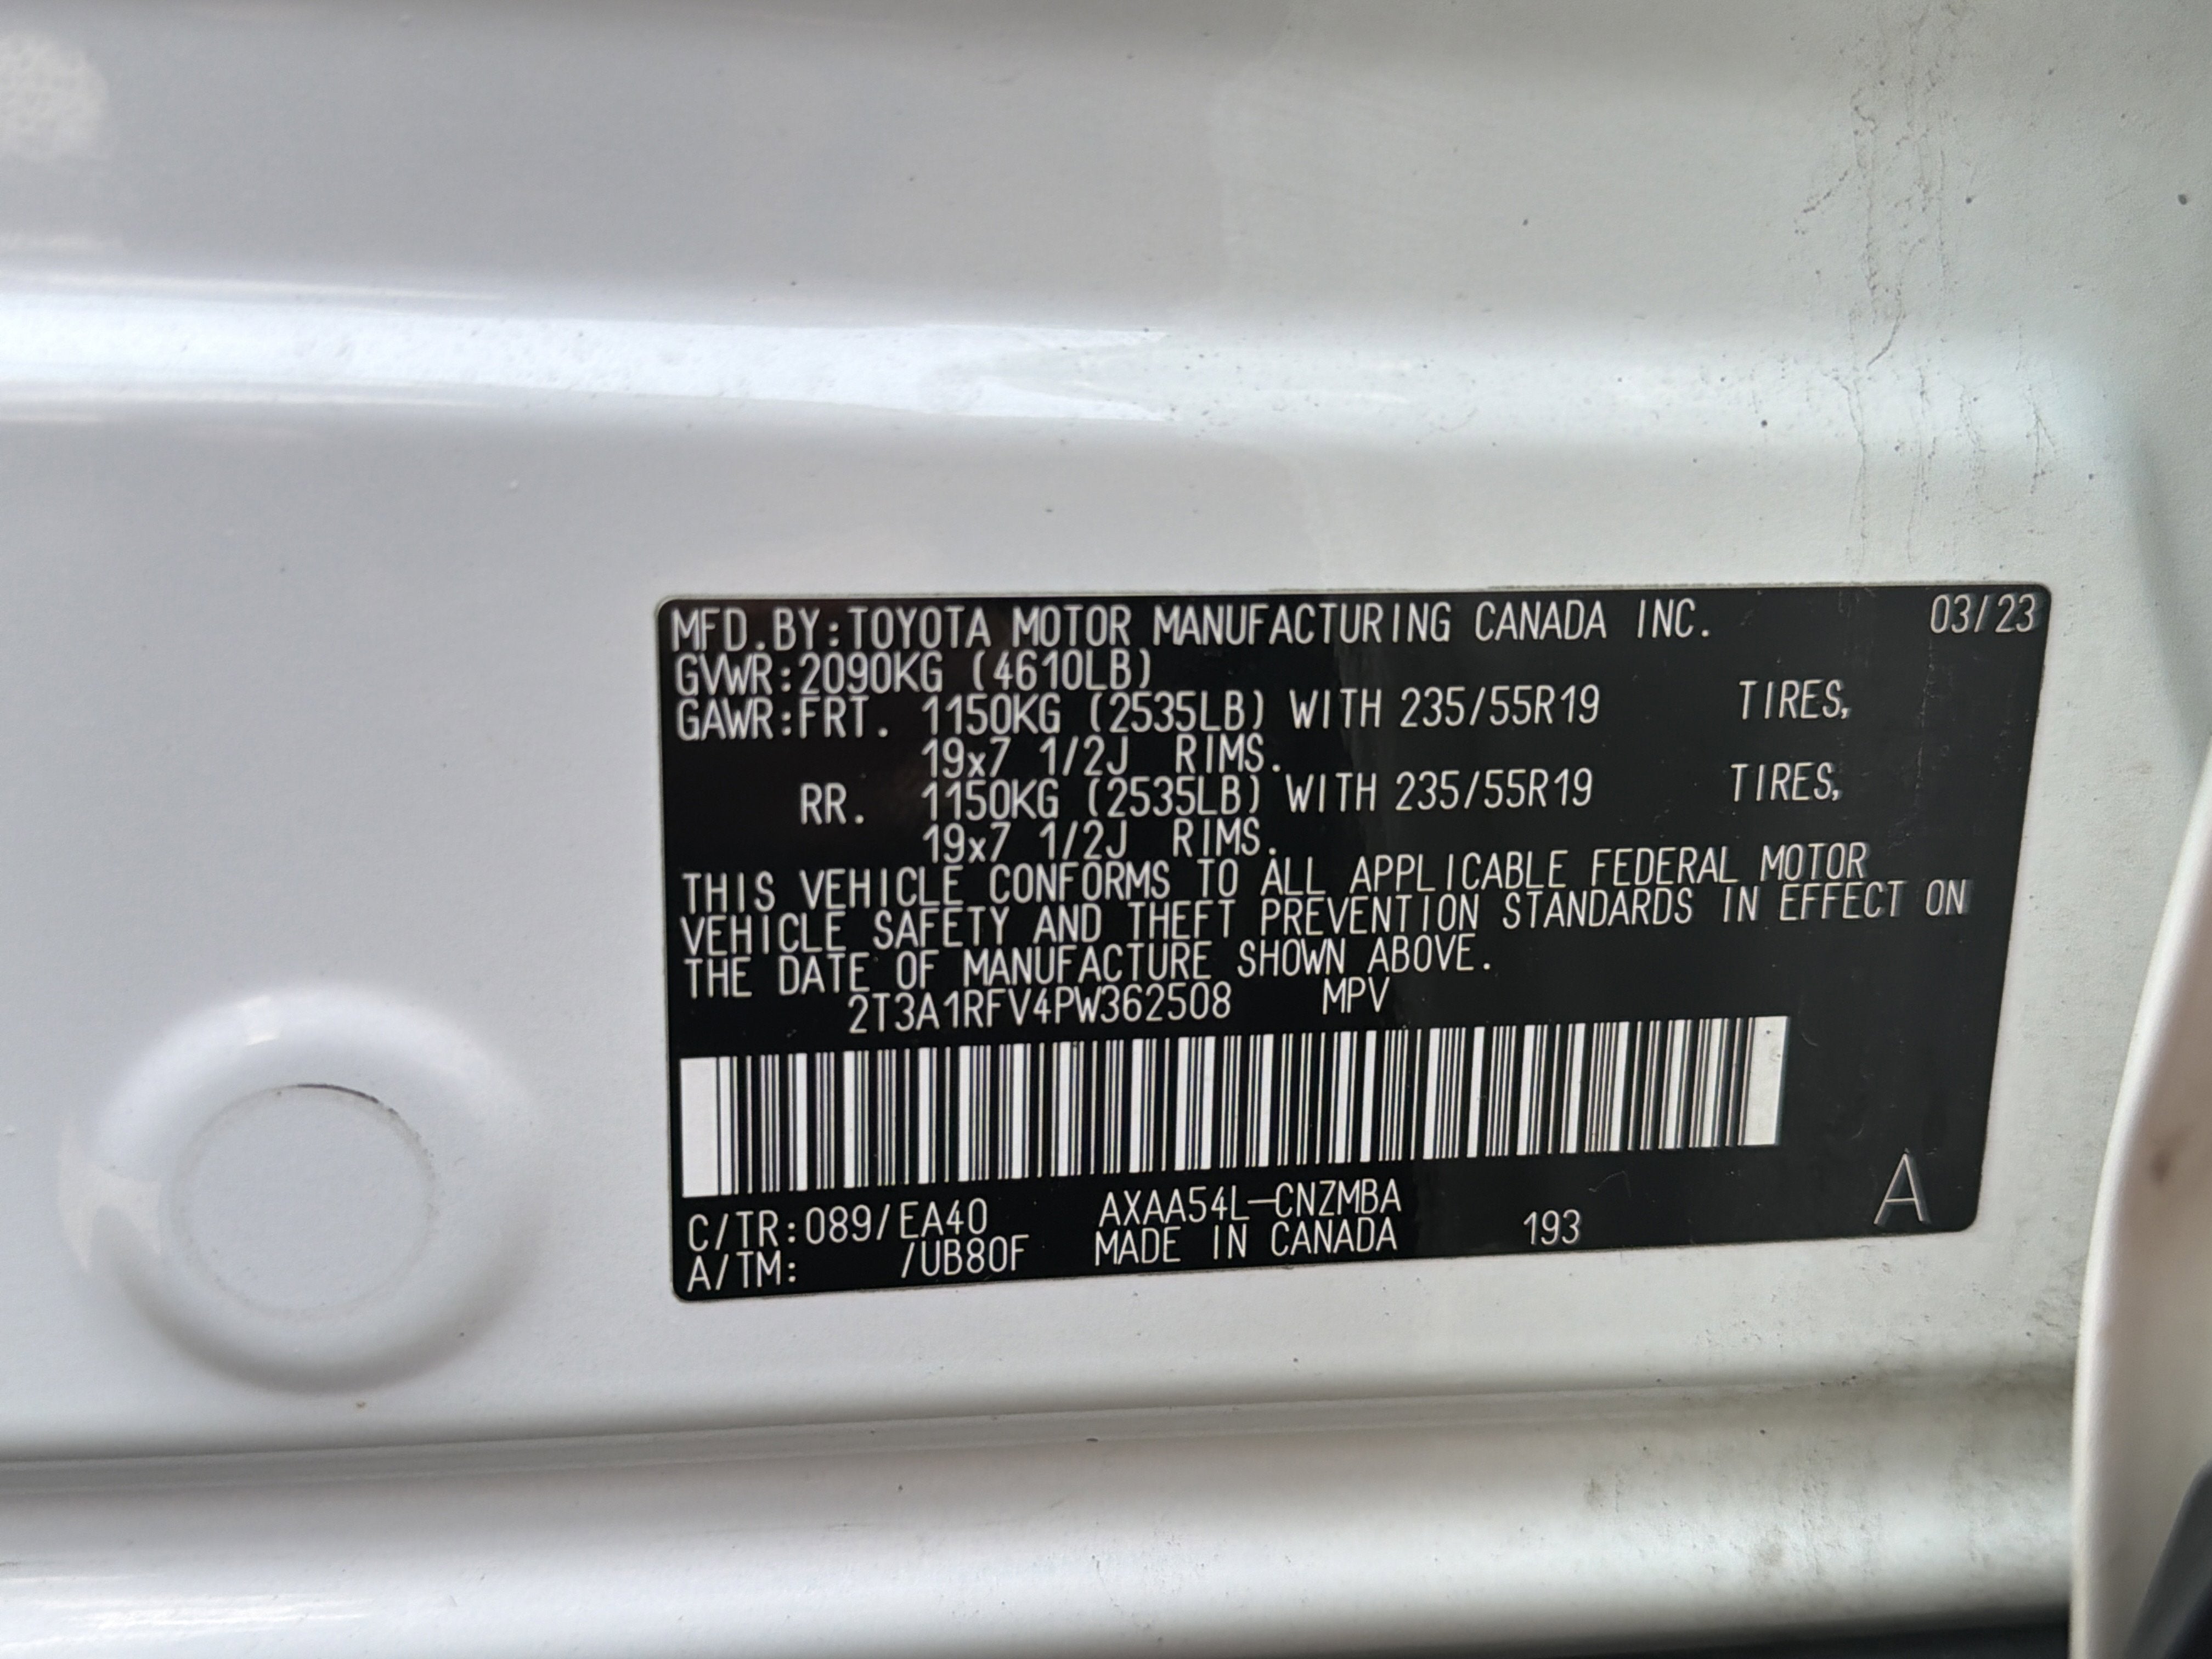 MFD.BY:TOYOTA MOTOR MANUFACTURING CANADA INC. 03/23
GVWR:2090KG (4610LB)
GAWR:FRT. 1150KG (2535LB) WITH 235/55R19 TIRES,
19x7 1/2J RIMS.
RR. 1150KG (2535LB) WITH 235/55R19 TIRES,
19x7 1/2J RIMS.
THIS VEHICLE CONFORMS TO ALL APPLICABLE FEDERAL MOTOR
VEHICLE SAFETY AND THEFT PREVENTION STANDARDS IN EFFECT ON
THE DATE OF MANUFACTURE SHOWN ABOVE.
2T3A1RFV4PW362508 MPV
C/TR:089/EA40 AXAA54L-CNZMBA 193 A
A/TM: /UB80F MADE IN CANADA